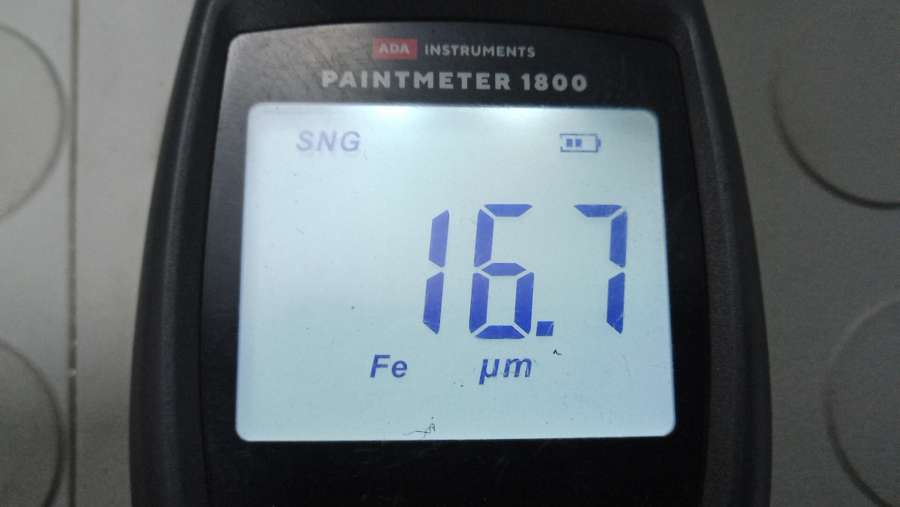 ADA INSTRUMENTS
PAINTMETER 1800
SNG
16.7
Fe µm